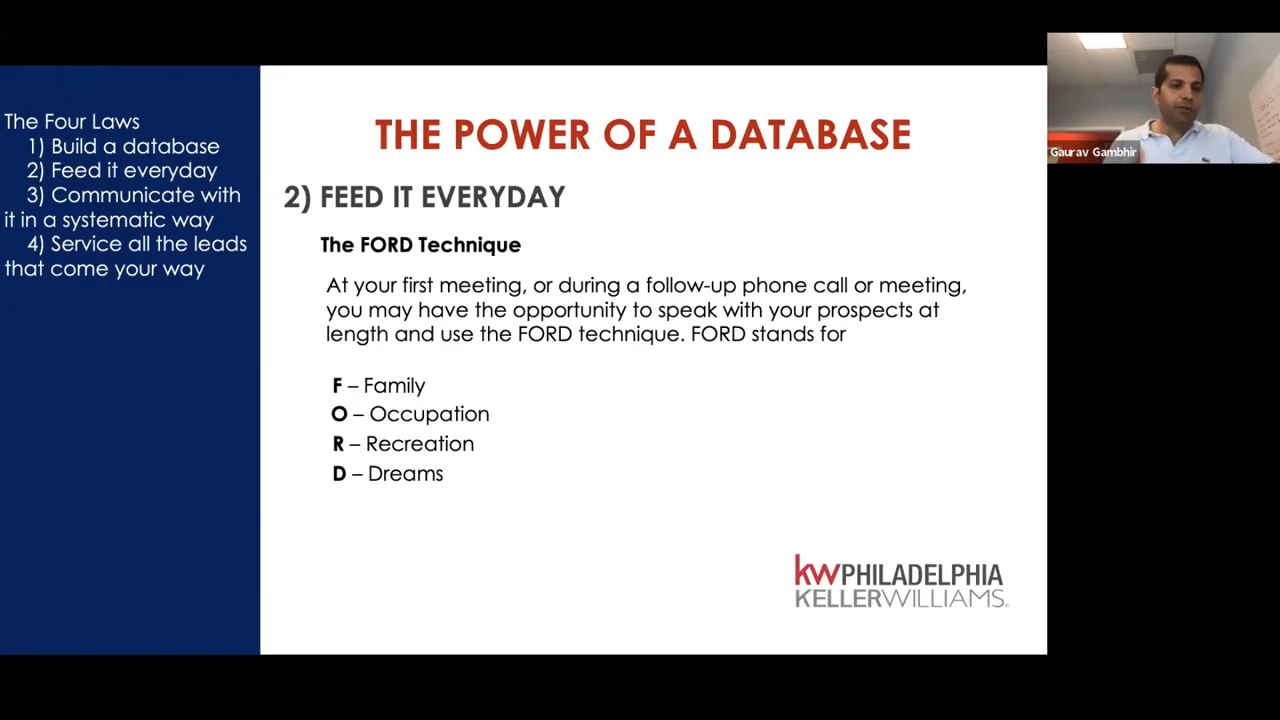 The Four Laws
1) Build a database
2) Feed it everyday
3) Communicate with
it in a systematic way
4) Service all the leads
that come your way
THE POWER OF A DATABASE
2) FEED IT EVERYDAY
The FORD Technique
At your first meeting, or during a follow-up phone call or meeting,
you may have the opportunity to speak with your prospects at
length and use the FORD technique. FORD stands for
F – Family
O – Occupation
R – Recreation
D – Dreams
kwPHILADELPHIA
KELLERWILLIAMS®
Gaurav Gambhir